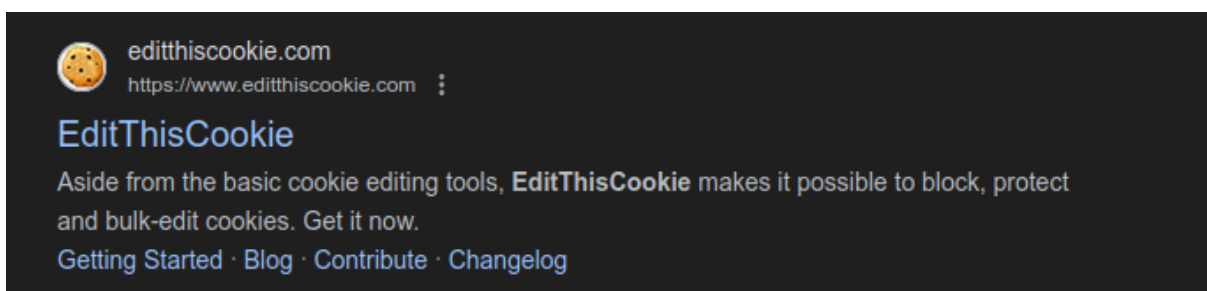 editthiscookie.com
https://www.editthiscookie.com
EditThisCookie
Aside from the basic cookie editing tools, EditThisCookie makes it possible to block, protect
and bulk-edit cookies. Get it now.
Getting Started · Blog · Contribute · Changelog